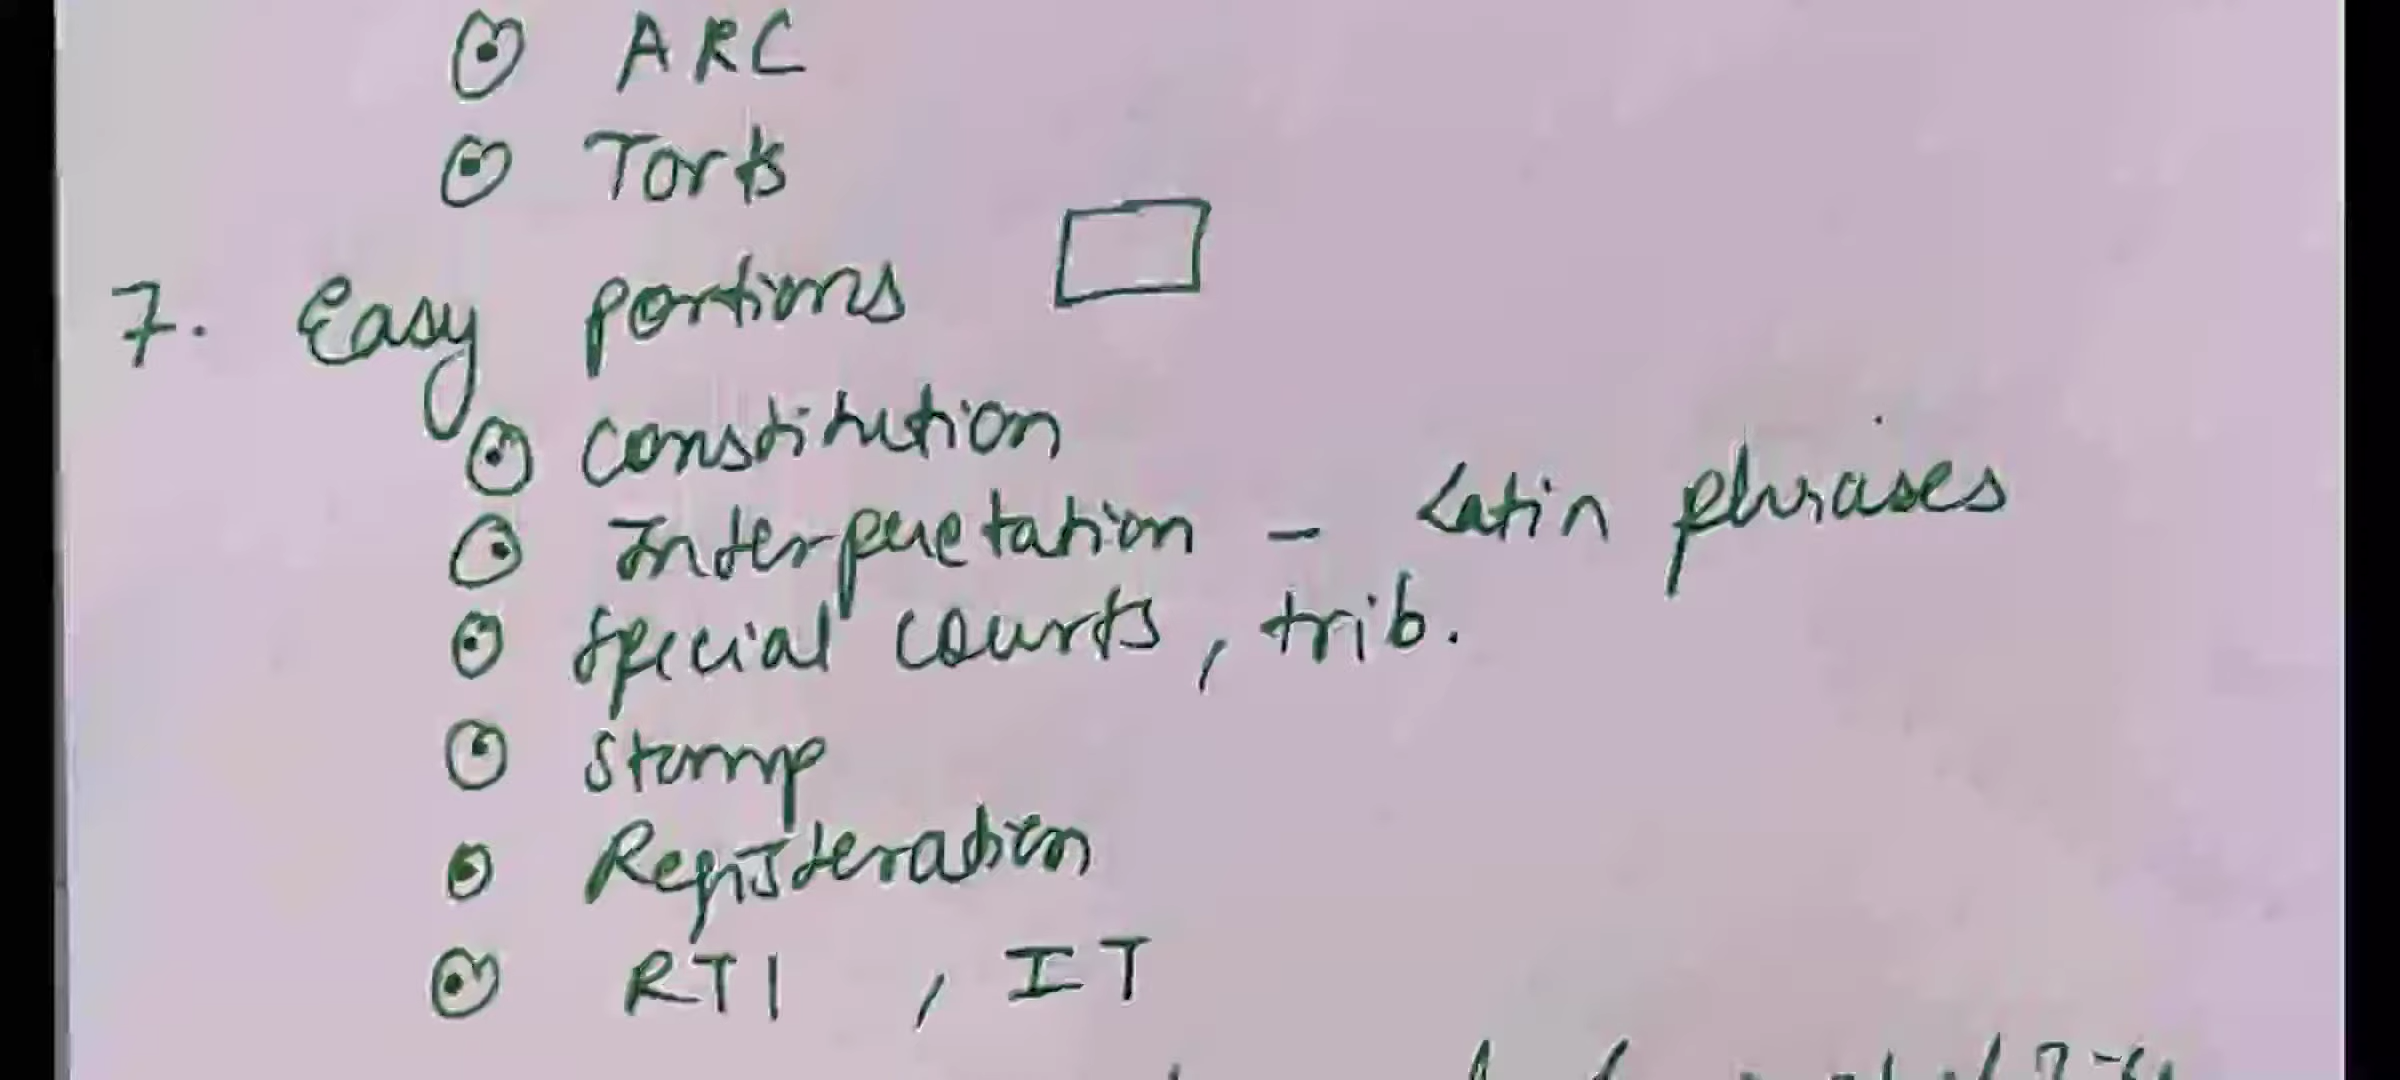 ARC
Torts
7. Easy portions
Constitution
Interpretation - Latin phrases
Special courts, trib.
Stamp
Registeration
RTI, IT